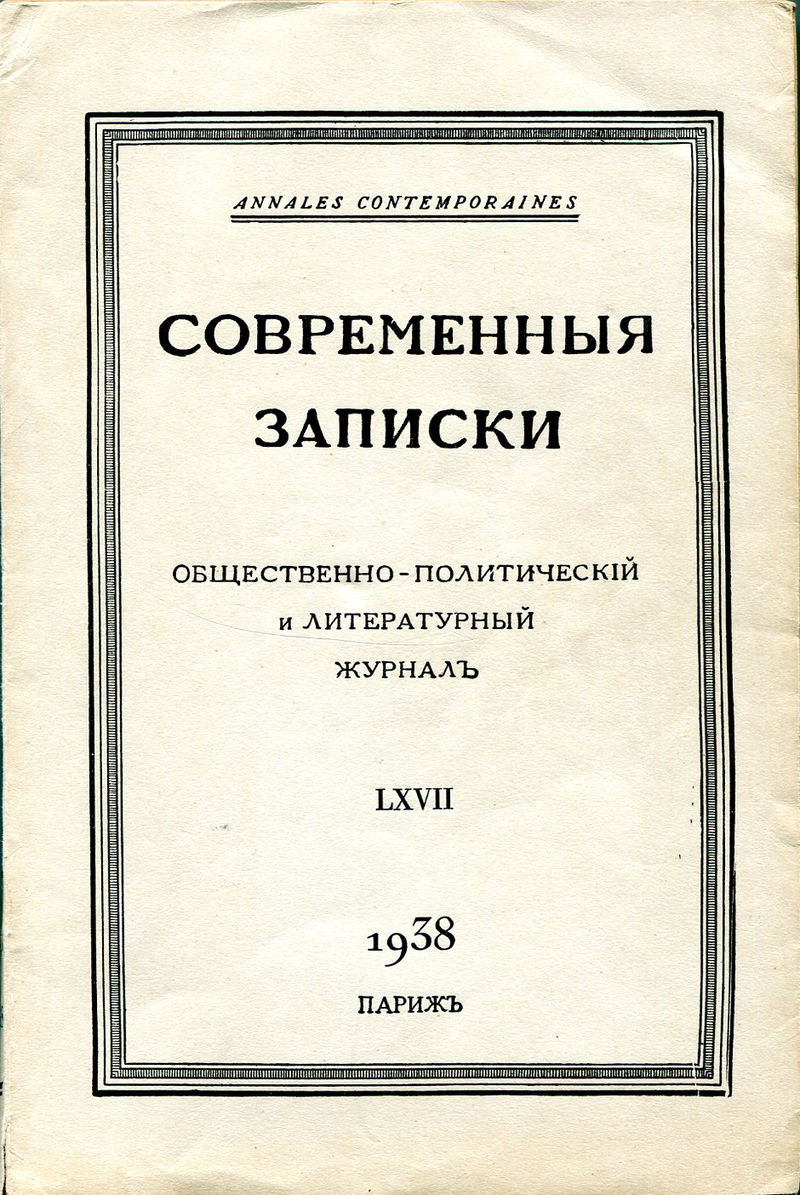 ANNALES CONTEMPORAINES
СОВРЕМЕННЫЯ
ЗАПИСКИ
ОБЩЕСТВЕННО-ПОЛИТИЧЕСКІЙ
и ЛИТЕРАТУРНЫЙ
ЖУРНАЛЪ
LXVII
1938
ПАРИЖЪ